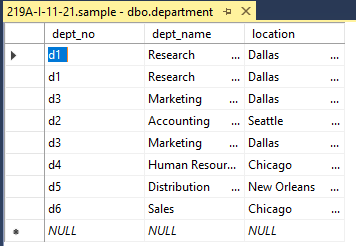 219A-I-11-21.sample - dbo.department
dept_no dept_name location
d1 Research ... Dallas ...
d1 Research ... Dallas ...
d3 Marketing ... Dallas ...
d2 Accounting ... Seattle ...
d3 Marketing ... Dallas ...
d4 Human Resour... Chicago ...
d5 Distribution ... New Orleans ...
d6 Sales ... Chicago ...
NULL NULL NULL